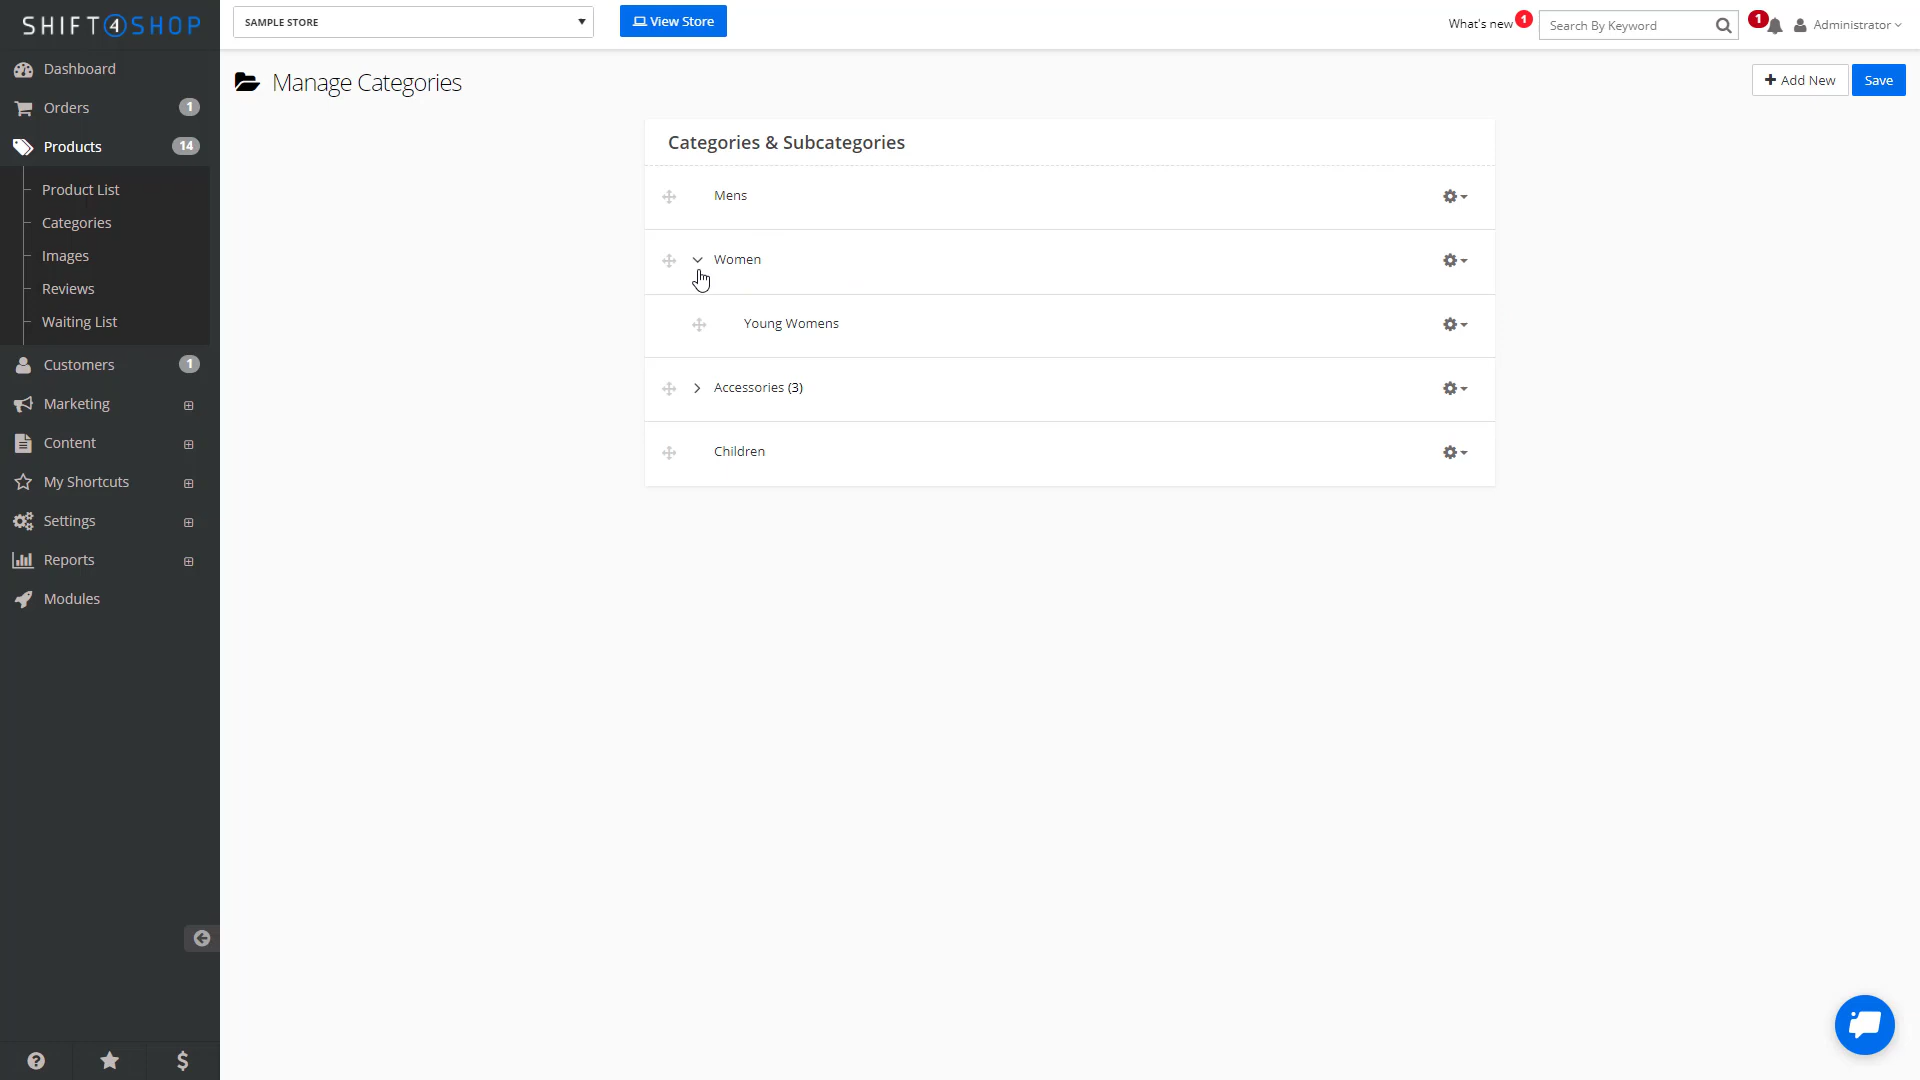 SHIFT4SHOP
SAMPLE STORE
View Store
What's new 1
Search By Keyword
1
Administrator
Dashboard
Orders 1
Products 14
Product List
Categories
Images
Reviews
Waiting List
Customers 1
Marketing
Content
My Shortcuts
Settings
Reports
Modules
Manage Categories
Add New
Save
Categories & Subcategories
Mens
Women
Young Womens
Accessories (3)
Children